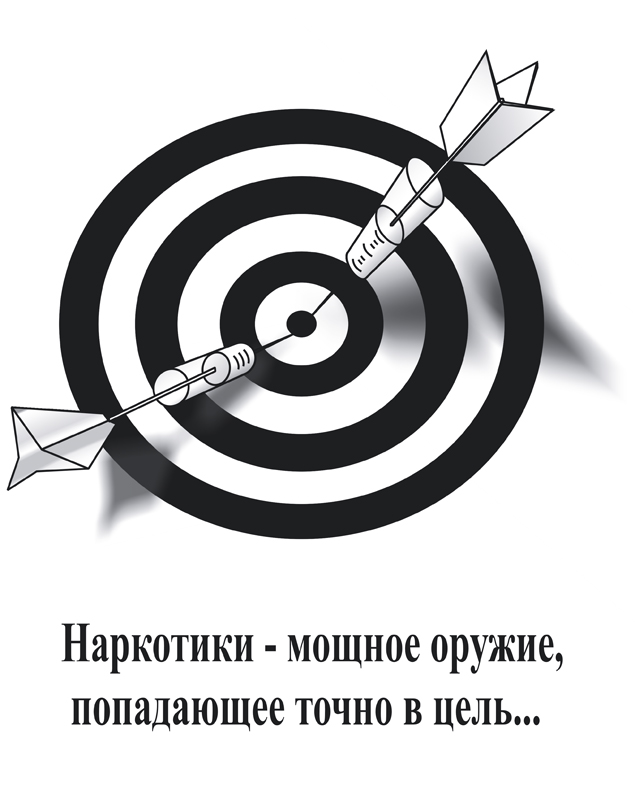 Наркотики - мощное оружие,
попадающее точно в цель...